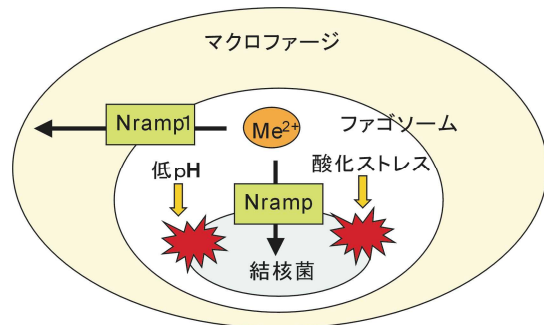 マクロファージ
Nramp1
Me2+
ファゴソーム
低pH
酸化ストレス
Nramp
結核菌